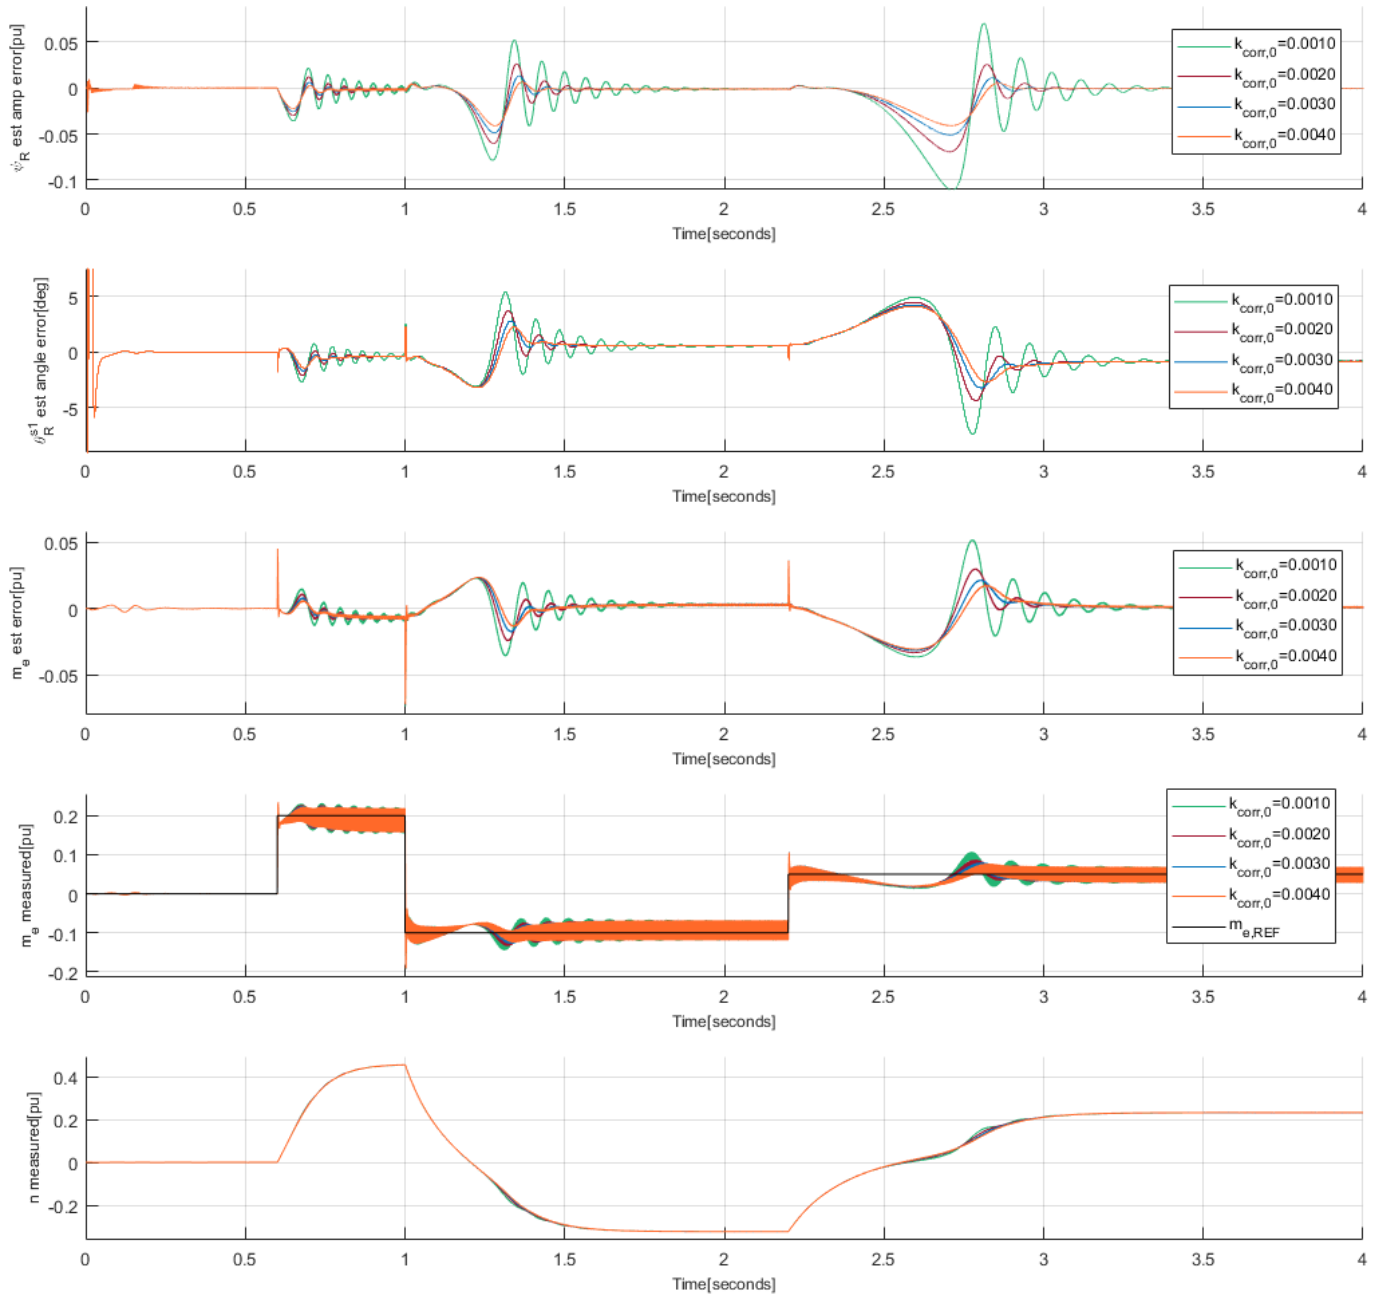 ψ_R est amp error[pu]
0.05
0
-0.05
-0.1
k_corr,0=0.0010
k_corr,0=0.0020
k_corr,0=0.0030
k_corr,0=0.0040
0 0.5 1 1.5 2 2.5 3 3.5 4
Time[seconds]
θ_R^s1 est angle error[deg]
5
0
-5
k_corr,0=0.0010
k_corr,0=0.0020
k_corr,0=0.0030
k_corr,0=0.0040
0 0.5 1 1.5 2 2.5 3 3.5 4
Time[seconds]
m_e est error[pu]
0.05
0
-0.05
k_corr,0=0.0010
k_corr,0=0.0020
k_corr,0=0.0030
k_corr,0=0.0040
0 0.5 1 1.5 2 2.5 3 3.5 4
Time[seconds]
m_e measured[pu]
0.2
0.1
0
-0.1
-0.2
k_corr,0=0.0010
k_corr,0=0.0020
k_corr,0=0.0030
k_corr,0=0.0040
m_e,REF
0 0.5 1 1.5 2 2.5 3 3.5 4
Time[seconds]
n measured[pu]
0.4
0.2
0
-0.2
0 0.5 1 1.5 2 2.5 3 3.5 4
Time[seconds]